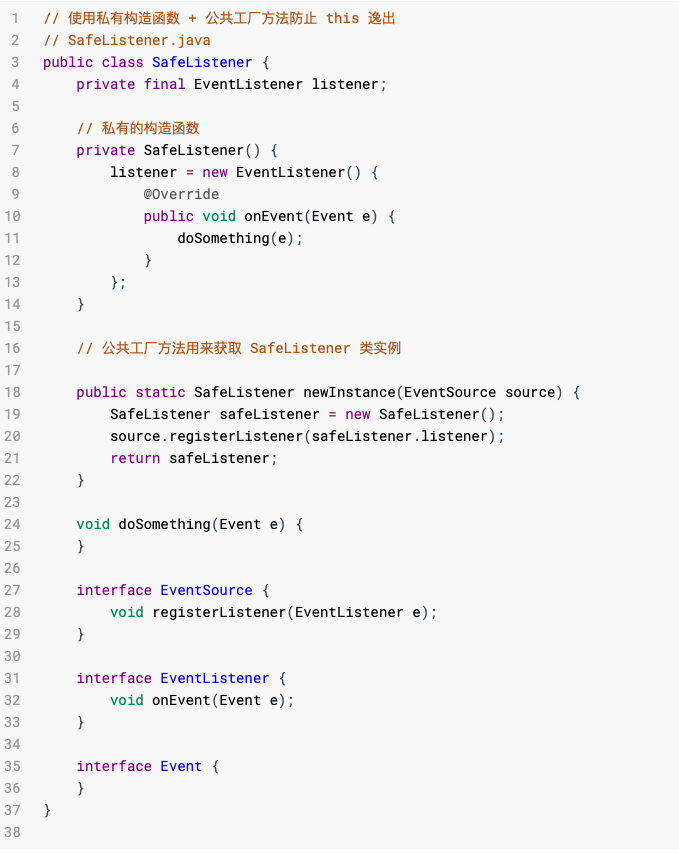 1 // 使用私有构造函数 + 公共工厂方法防止 this 逸出
2 // SafeListener.java
3 public class SafeListener {
4     private final EventListener listener;
5
6     // 私有的构造函数
7     private SafeListener() {
8         listener = new EventListener() {
9             @Override
10             public void onEvent(Event e) {
11                 doSomething(e);
12             }
13         };
14     }
15
16     // 公共工厂方法用来获取 SafeListener 类实例
17
18     public static SafeListener newInstance(EventSource source) {
19         SafeListener safeListener = new SafeListener();
20         source.registerListener(safeListener.listener);
21         return safeListener;
22     }
23
24     void doSomething(Event e) {
25     }
26
27     interface EventSource {
28         void registerListener(EventListener e);
29     }
30
31     interface EventListener {
32         void onEvent(Event e);
33     }
34
35     interface Event {
36     }
37 }
38